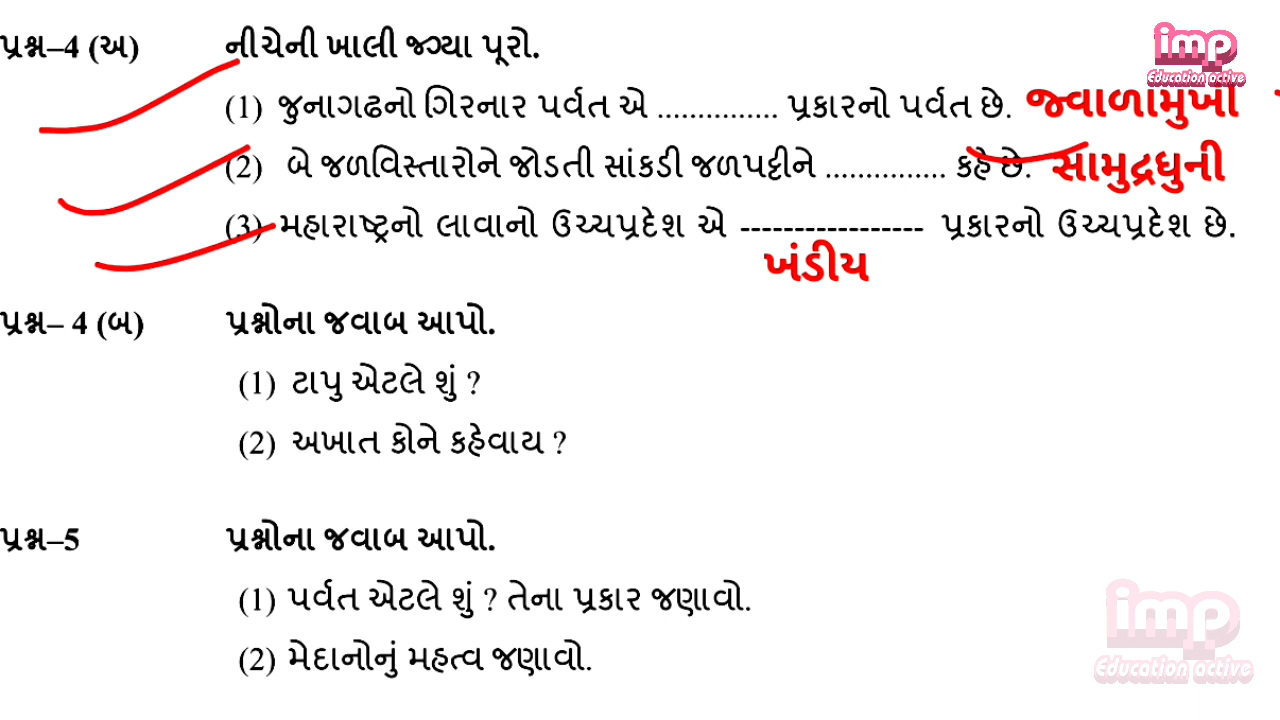 imp
Education active
પ્રશ્ન–4 (અ) નીચેની ખાલી જગ્યા પૂરો.
(1) જુનાગઢનો ગિરનાર પર્વત એ ............... પ્રકારનો પર્વત છે. જ્વાળામુખી
(2) બે જળવિસ્તારોને જોડતી સાંકડી જળપટ્ટીને ............... કહે છે. સામુદ્રધુની
(3) મહારાષ્ટ્રનો લાવાનો ઉચ્ચપ્રદેશ એ ----------------- પ્રકારનો ઉચ્ચપ્રદેશ છે.
ખંડીય
પ્રશ્ન– 4 (બ) પ્રશ્નોના જવાબ આપો.
(1) ટાપુ એટલે શું ?
(2) અખાત કોને કહેવાય ?
પ્રશ્ન–5 પ્રશ્નોના જવાબ આપો.
(1) પર્વત એટલે શું ? તેના પ્રકાર જણાવો.
(2) મેદાનોનું મહત્વ જણાવો.
imp
Education active